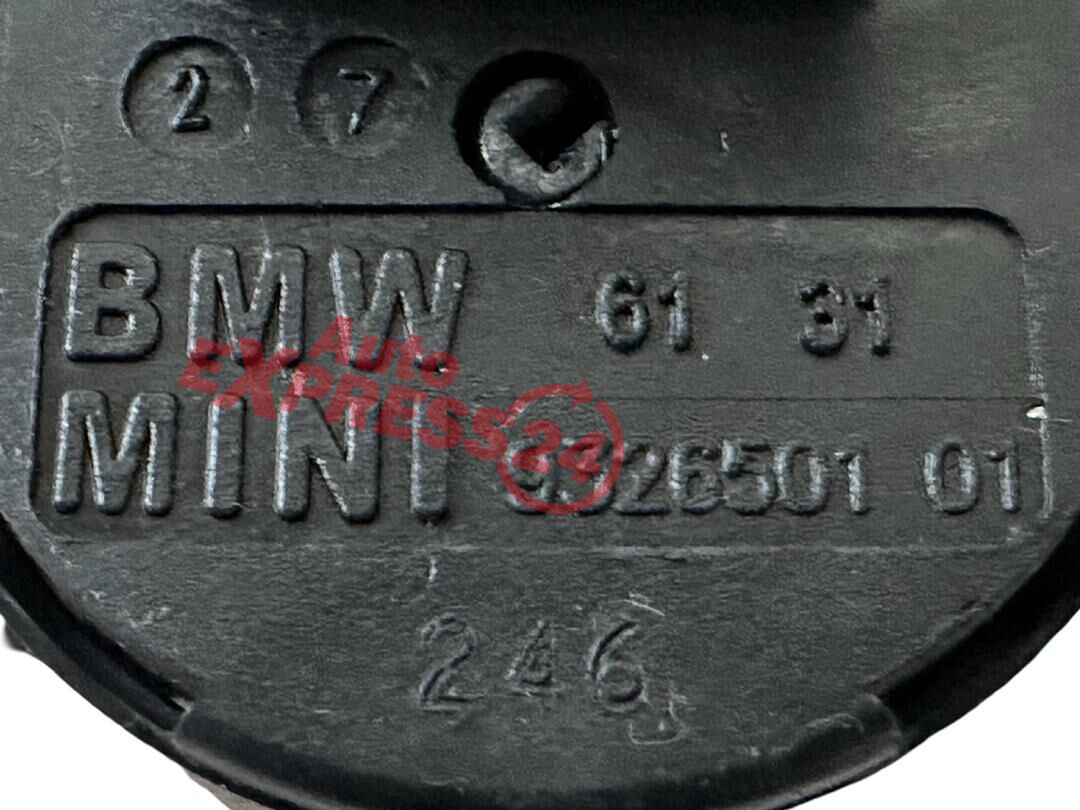 2 7
BMW 61 31
Auto
EXPRESS24
MINI 9326501 01
246